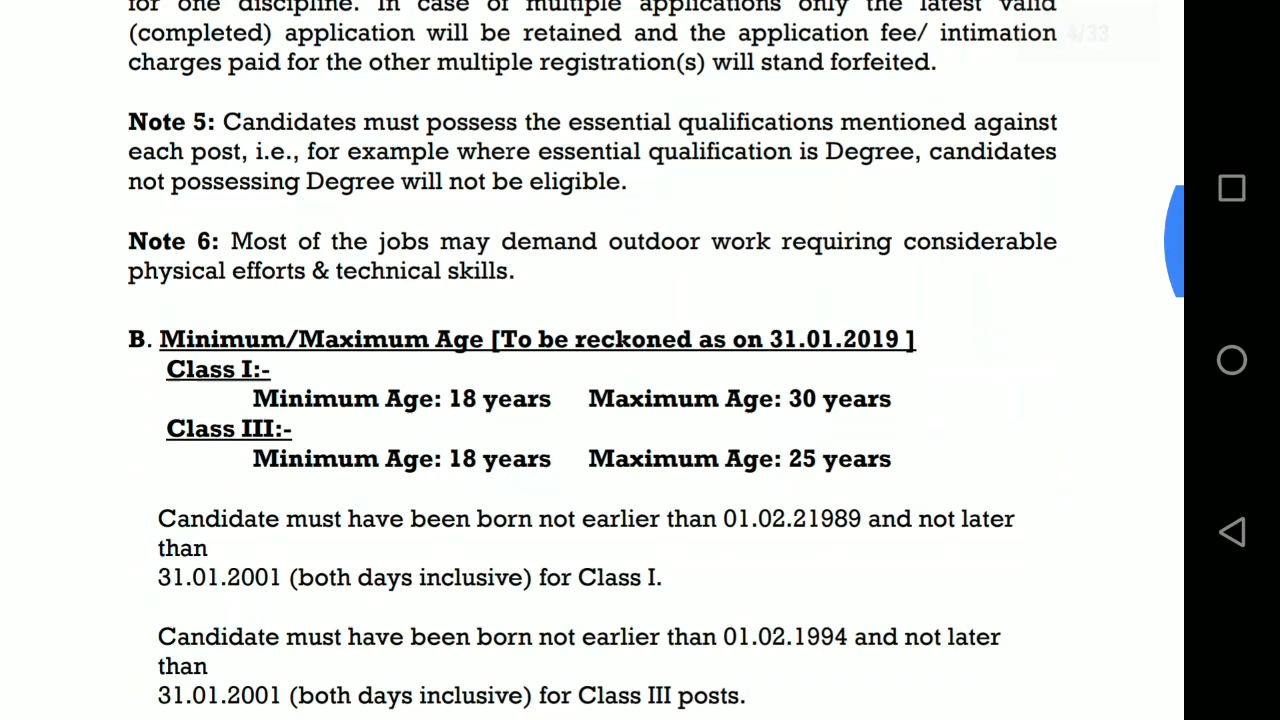 for one discipline. In case of multiple applications only the latest valid
(completed) application will be retained and the application fee/ intimation
charges paid for the other multiple registration(s) will stand forfeited.
4/33
Note 5: Candidates must possess the essential qualifications mentioned against
each post, i.e., for example where essential qualification is Degree, candidates
not possessing Degree will not be eligible.
Note 6: Most of the jobs may demand outdoor work requiring considerable
physical efforts & technical skills.
B. Minimum/Maximum Age [To be reckoned as on 31.01.2019 ]
Class I:-
Minimum Age: 18 years Maximum Age: 30 years
Class III:-
Minimum Age: 18 years Maximum Age: 25 years
Candidate must have been born not earlier than 01.02.21989 and not later
than
31.01.2001 (both days inclusive) for Class I.
Candidate must have been born not earlier than 01.02.1994 and not later
than
31.01.2001 (both days inclusive) for Class III posts.